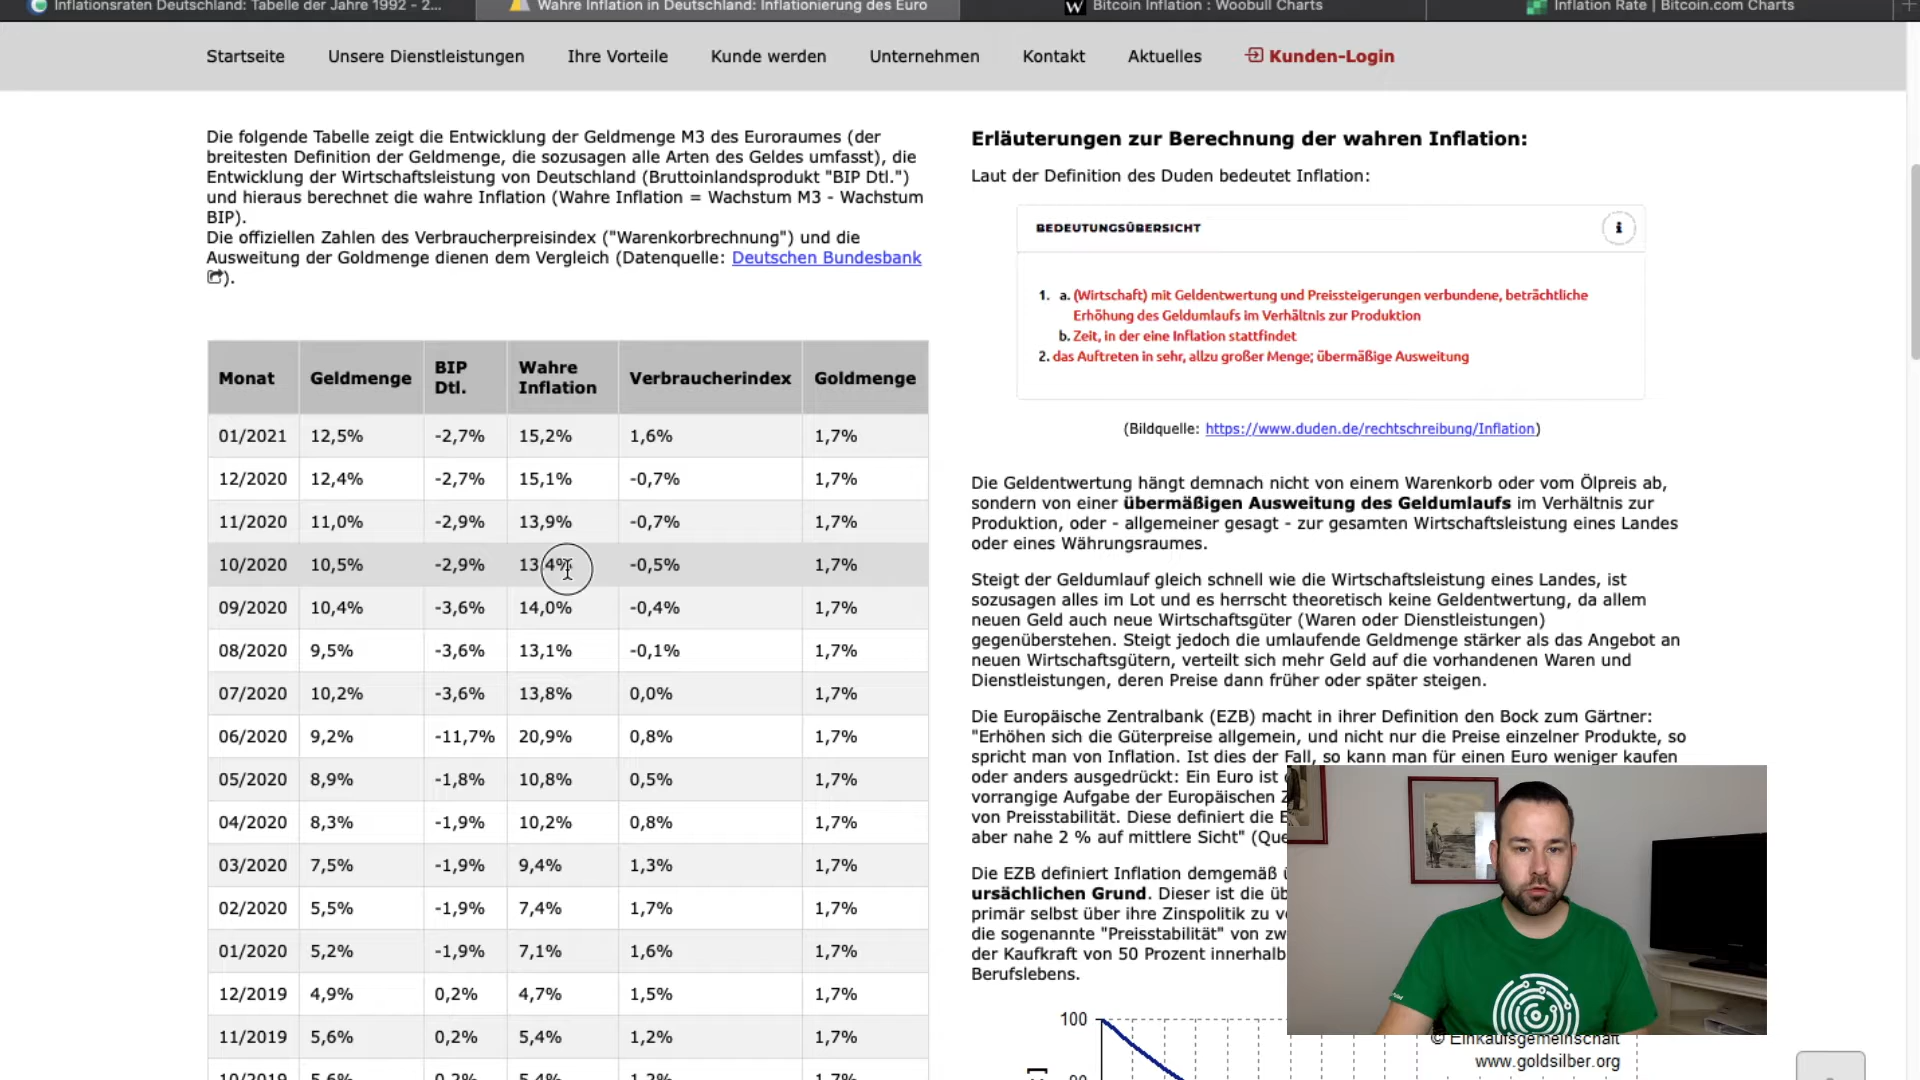 Inflationsraten Deutschland: Tabelle der Jahre 1992 - 2...
Wahre Inflation in Deutschland: Inflationierung des Euro
Bitcoin Inflation : Woobull Charts
Inflation Rate | Bitcoin.com Charts
Startseite
Unsere Dienstleistungen
Ihre Vorteile
Kunde werden
Unternehmen
Kontakt
Aktuelles
Kunden-Login
Die folgende Tabelle zeigt die Entwicklung der Geldmenge M3 des Euroraumes (der
breitesten Definition der Geldmenge, die sozusagen alle Arten des Geldes umfasst), die
Entwicklung der Wirtschaftsleistung von Deutschland (Bruttoinlandsprodukt "BIP Dtl.")
und hieraus berechnet die wahre Inflation (Wahre Inflation = Wachstum M3 - Wachstum
BIP).
Die offiziellen Zahlen des Verbraucherpreisindex ("Warenkorbrechnung") und die
Ausweitung der Goldmenge dienen dem Vergleich (Datenquelle: Deutschen Bundesbank
).
Monat Geldmenge BIP Dtl. Wahre Inflation Verbraucherindex Goldmenge
01/2021 12,5% -2,7% 15,2% 1,6% 1,7%
12/2020 12,4% -2,7% 15,1% -0,7% 1,7%
11/2020 11,0% -2,9% 13,9% -0,7% 1,7%
10/2020 10,5% -2,9% 13,4% -0,5% 1,7%
09/2020 10,4% -3,6% 14,0% -0,4% 1,7%
08/2020 9,5% -3,6% 13,1% -0,1% 1,7%
07/2020 10,2% -3,6% 13,8% 0,0% 1,7%
06/2020 9,2% -11,7% 20,9% 0,8% 1,7%
05/2020 8,9% -1,8% 10,8% 0,5% 1,7%
04/2020 8,3% -1,9% 10,2% 0,8% 1,7%
03/2020 7,5% -1,9% 9,4% 1,3% 1,7%
02/2020 5,5% -1,9% 7,4% 1,7% 1,7%
01/2020 5,2% -1,9% 7,1% 1,6% 1,7%
12/2019 4,9% 0,2% 4,7% 1,5% 1,7%
11/2019 5,6% 0,2% 5,4% 1,2% 1,7%
Erläuterungen zur Berechnung der wahren Inflation:
Laut der Definition des Duden bedeutet Inflation:
BEDEUTUNGSÜBERSICHT
1. a. (Wirtschaft) mit Geldentwertung und Preissteigerungen verbundene, beträchtliche
Erhöhung des Geldumlaufs im Verhältnis zur Produktion
b. Zeit, in der eine Inflation stattfindet
2. das Auftreten in sehr, allzu großer Menge; übermäßige Ausweitung
(Bildquelle: https://www.duden.de/rechtschreibung/Inflation)
Die Geldentwertung hängt demnach nicht von einem Warenkorb oder vom Ölpreis ab,
sondern von einer übermäßigen Ausweitung des Geldumlaufs im Verhältnis zur
Produktion, oder - allgemeiner gesagt - zur gesamten Wirtschaftsleistung eines Landes
oder eines Währungsraumes.
Steigt der Geldumlauf gleich schnell wie die Wirtschaftsleistung eines Landes, ist
sozusagen alles im Lot und es herrscht theoretisch keine Geldentwertung, da allem
neuen Geld auch neue Wirtschaftsgüter (Waren oder Dienstleistungen)
gegenüberstehen. Steigt jedoch die umlaufende Geldmenge stärker als das Angebot an
neuen Wirtschaftsgütern, verteilt sich mehr Geld auf die vorhandenen Waren und
Dienstleistungen, deren Preise dann früher oder später steigen.
Die Europäische Zentralbank (EZB) macht in ihrer Definition den Bock zum Gärtner:
"Erhöhen sich die Güterpreise allgemein, und nicht nur die Preise einzelner Produkte, so
spricht man von Inflation. Ist dies der Fall, so kann man für einen Euro weniger kaufen
oder anders ausgedrückt: Ein Euro ist
vorrangige Aufgabe der Europäischen
von Preisstabilität. Diese definiert die
aber nahe 2 % auf mittlere Sicht"
Die EZB definiert Inflation demgemäß
ursächlichen Grund. Dieser ist die
primär selbst über ihre Zinspolitik zu
die sogenannte "Preisstabilität" von
der Kaufkraft von 50 Prozent innerhalb
Berufslebens.
100
© Einkaufsgemeinschaft
www.goldsilber.org